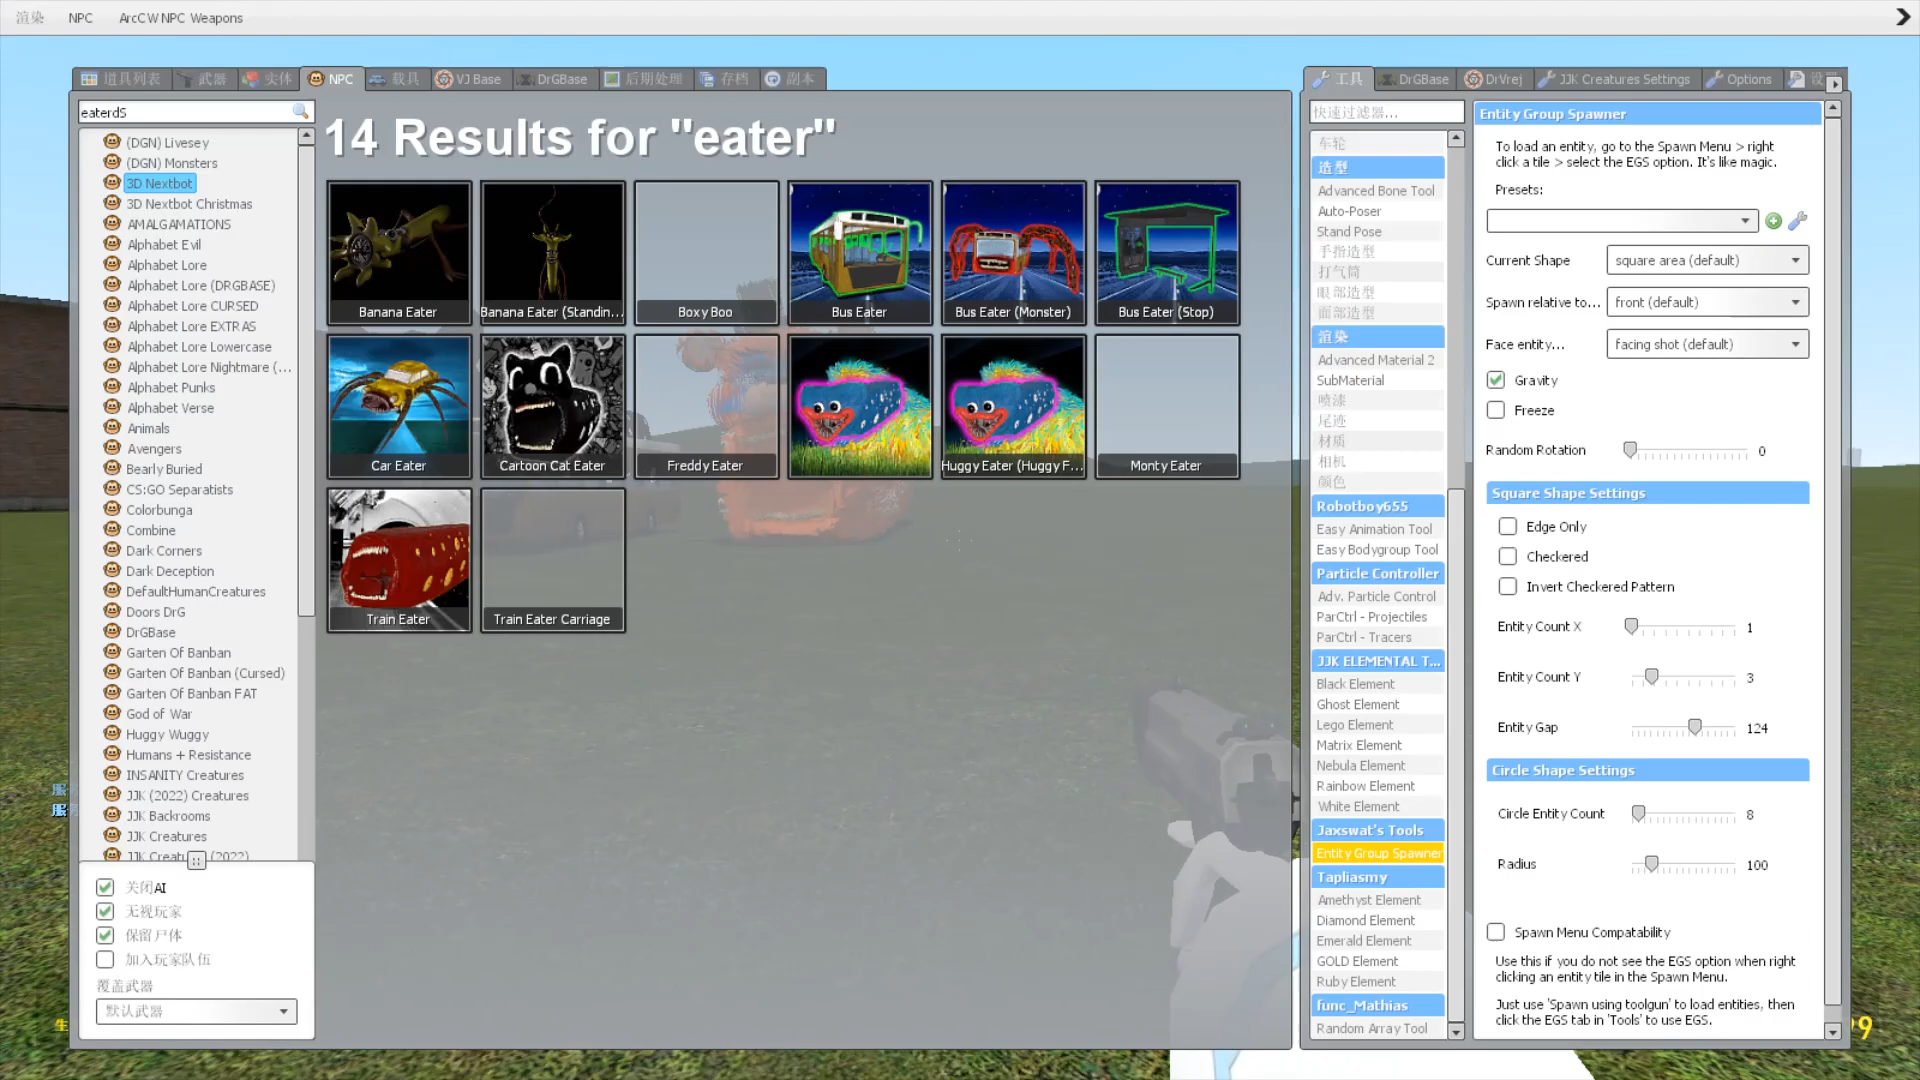 渲染 NPC ArcCW NPC Weapons
道具列表 武器 实体 NPC 载具 VJ Base DrGBase 后期处理 存档 副本
eaterdS
(DGN) Livesey
(DGN) Monsters
3D Nextbot
3D Nextbot Christmas
AMALGAMATIONS
Alphabet Evil
Alphabet Lore
Alphabet Lore (DRGBASE)
Alphabet Lore CURSED
Alphabet Lore EXTRAS
Alphabet Lore Lowercase
Alphabet Lore Nightmare (...
Alphabet Punks
Alphabet Verse
Animals
Avengers
Bearly Buried
CS:GO Separatists
Colorbunga
Combine
Dark Corners
Dark Deception
DefaultHumanCreatures
Doors DrG
DrGBase
Garten Of Banban
Garten Of Banban (Cursed)
Garten Of Banban FAT
God of War
Huggy Wuggy
Humans + Resistance
INSANITY Creatures
JJK (2022) Creatures
JJK Backrooms
JJK Creatures
JJK Creatu (2022)
关闭AI
无视玩家
保留尸体
加入玩家队伍
覆盖武器
默认武器
14 Results for "eater"
Banana Eater
Banana Eater (Standin...
Boxy Boo
Bus Eater
Bus Eater (Monster)
Bus Eater (Stop)
Car Eater
Cartoon Cat Eater
Freddy Eater
Huggy Eater (Huggy F...
Monty Eater
Train Eater
Train Eater Carriage
工具 DrGBase DrVrej JJK Creatures Settings Options 设
快速过滤器...
车轮
造型
Advanced Bone Tool
Auto-Poser
Stand Pose
手指造型
打气筒
眼部造型
面部造型
渲染
Advanced Material 2
SubMaterial
喷漆
尾迹
材质
相机
颜色
Robotboy655
Easy Animation Tool
Easy Bodygroup Tool
Particle Controller
Adv. Particle Control
ParCtrl - Projectiles
ParCtrl - Tracers
JJK ELEMENTAL T...
Black Element
Ghost Element
Lego Element
Matrix Element
Nebula Element
Rainbow Element
White Element
Jaxswat's Tools
Entity Group Spawner
Tapliasmy
Amethyst Element
Diamond Element
Emerald Element
GOLD Element
Ruby Element
func_Mathias
Random Array Tool
Entity Group Spawner
To load an entity, go to the Spawn Menu > right
click a tile > select the EGS option. It's like magic.
Presets:
Current Shape square area (default)
Spawn relative to... front (default)
Face entity... facing shot (default)
Gravity
Freeze
Random Rotation 0
Square Shape Settings
Edge Only
Checkered
Invert Checkered Pattern
Entity Count X 1
Entity Count Y 3
Entity Gap 124
Circle Shape Settings
Circle Entity Count 8
Radius 100
Spawn Menu Compatability
Use this if you do not see the EGS option when right
clicking an entity tile in the Spawn Menu.
Just use 'Spawn using toolgun' to load entities, then
click the EGS tab in 'Tools' to use EGS.
服
服
生
9